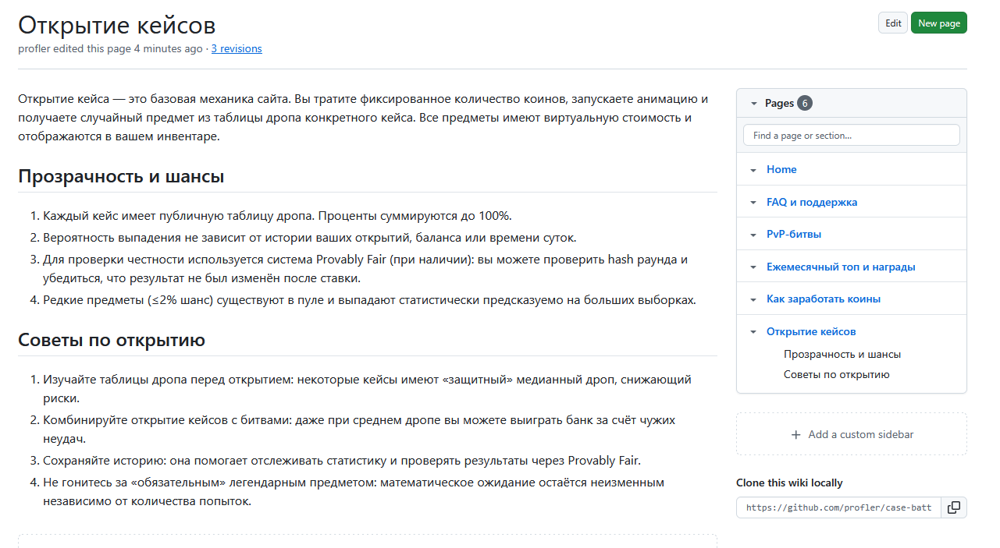 Открытие кейсов
Edit
New page
profler edited this page 4 minutes ago · 3 revisions
Открытие кейса — это базовая механика сайта. Вы тратите фиксированное количество коинов, запускаете анимацию и
получаете случайный предмет из таблицы дропа конкретного кейса. Все предметы имеют виртуальную стоимость и
отображаются в вашем инвентаре.
Прозрачность и шансы
1. Каждый кейс имеет публичную таблицу дропа. Проценты суммируются до 100%.
2. Вероятность выпадения не зависит от истории ваших открытий, баланса или времени суток.
3. Для проверки честности используется система Provably Fair (при наличии): вы можете проверить hash раунда и
убедиться, что результат не был изменён после ставки.
4. Редкие предметы (≤2% шанс) существуют в пуле и выпадают статистически предсказуемо на больших выборках.
Советы по открытию
1. Изучайте таблицы дропа перед открытием: некоторые кейсы имеют «защитный» медианный дроп, снижающий
риски.
2. Комбинируйте открытие кейсов с битвами: даже при среднем дропе вы можете выиграть банк за счёт чужих
неудач.
3. Сохраняйте историю: она помогает отслеживать статистику и проверять результаты через Provably Fair.
4. Не гонитесь за «обязательным» легендарным предметом: математическое ожидание остаётся неизменным
независимо от количества попыток.
Pages 6
Find a page or section...
Home
FAQ и поддержка
PvP-битвы
Ежемесячный топ и награды
Как заработать коины
Открытие кейсов
Прозрачность и шансы
Советы по открытию
Add a custom sidebar
Clone this wiki locally
https://github.com/profler/case-batt